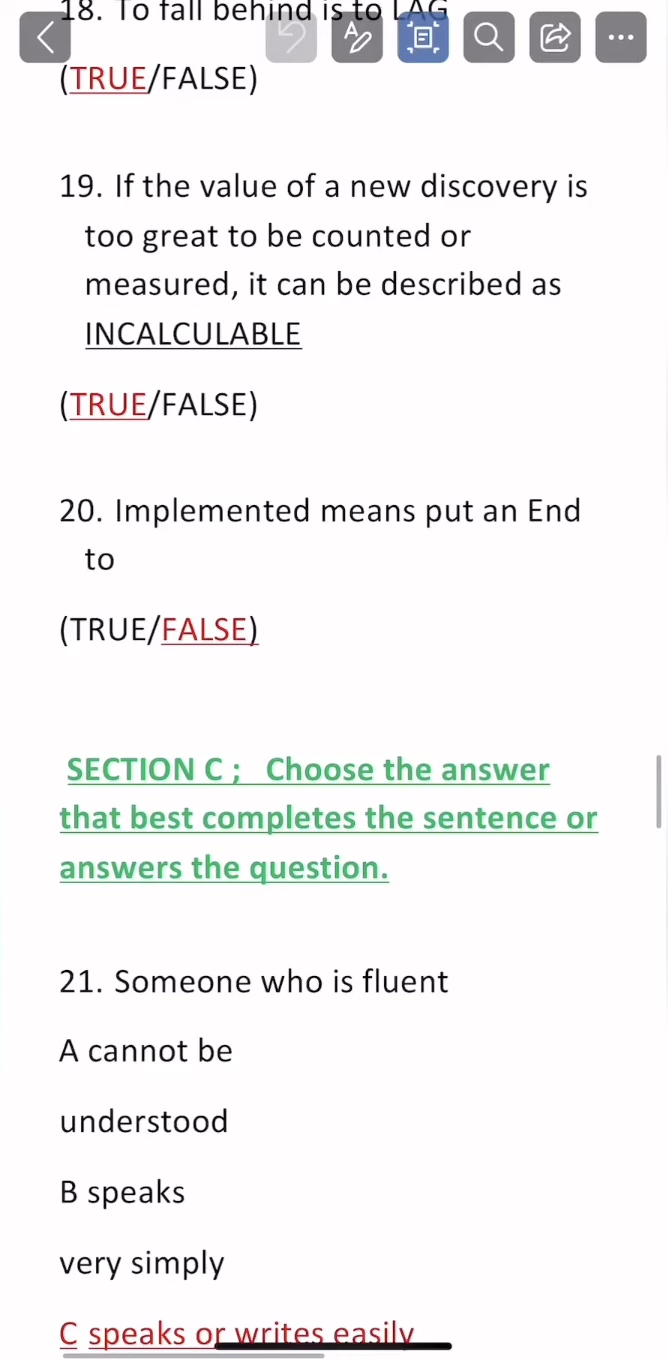 18. To fall behind is to LAG
(TRUE/FALSE)
19. If the value of a new discovery is
too great to be counted or
measured, it can be described as
INCALCULABLE
(TRUE/FALSE)
20. Implemented means put an End
to
(TRUE/FALSE)
SECTION C ; Choose the answer
that best completes the sentence or
answers the question.
21. Someone who is fluent
A cannot be
understood
B speaks
very simply
C speaks or writes easily